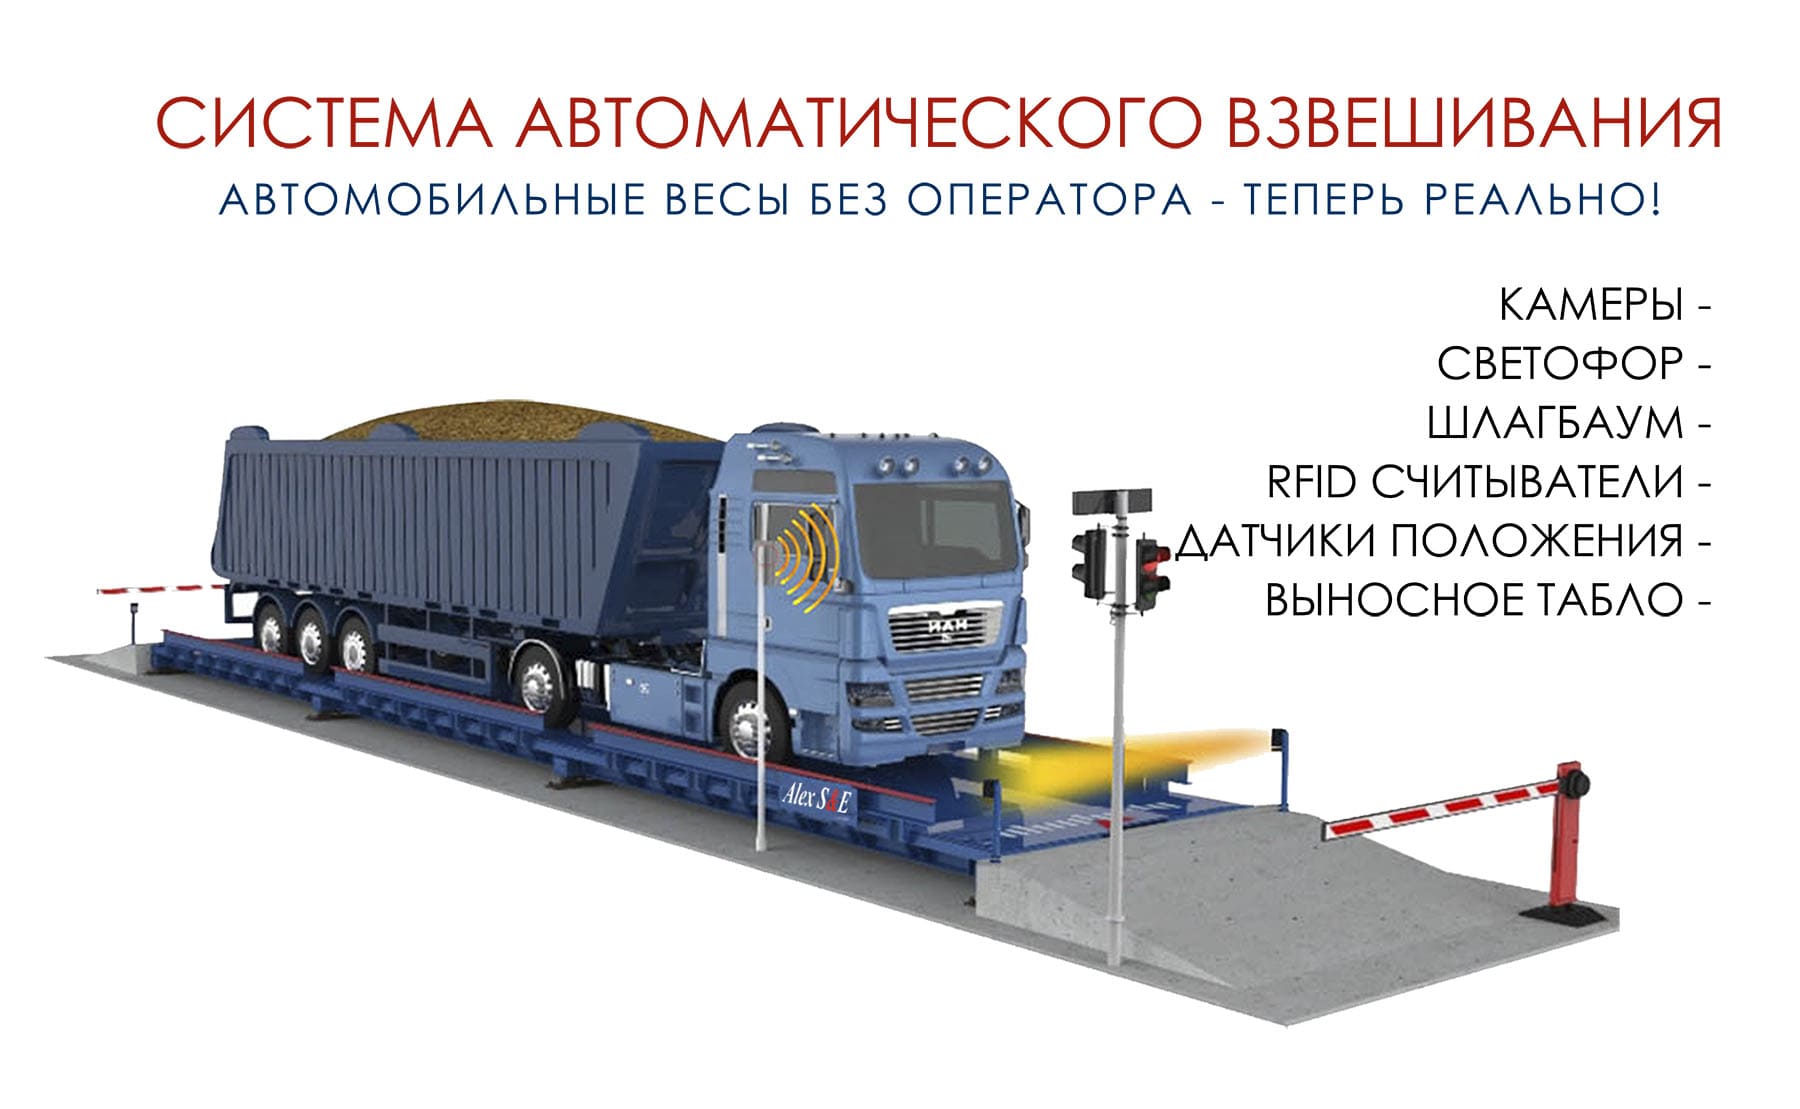 СИСТЕМА АВТОМАТИЧЕСКОГО ВЗВЕШИВАНИЯ
АВТОМОБИЛЬНЫЕ ВЕСЫ БЕЗ ОПЕРАТОРА - ТЕПЕРЬ РЕАЛЬНО!
КАМЕРЫ -
СВЕТОФОР -
ШЛАГБАУМ -
RFID СЧИТЫВАТЕЛИ -
ДАТЧИКИ ПОЛОЖЕНИЯ -
ВЫНОСНОЕ ТАБЛО -
MAN
Alex S&E